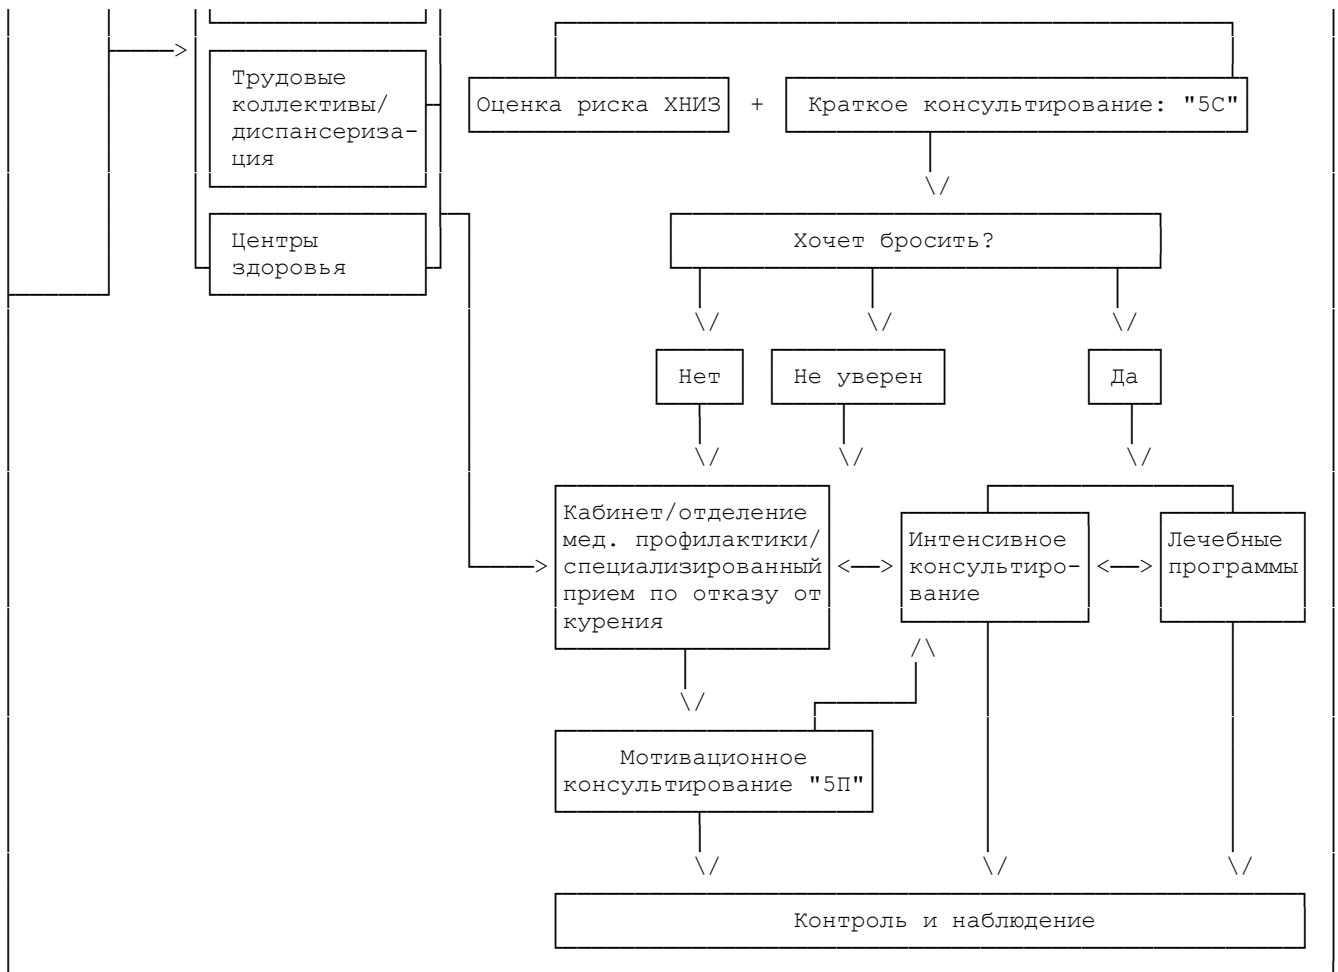 Трудовые
коллективы/
диспансериза-
ция
Оценка риска ХНИЗ + Краткое консультирование: "5С"
Центры
здоровья
Хочет бросить?
Нет
Не уверен
Да
Кабинет/отделение
мед. профилактики/
специализированный
прием по отказу от
курения
Интенсивное
консультиро-
вание
Лечебные
программы
Мотивационное
консультирование "5П"
Контроль и наблюдение